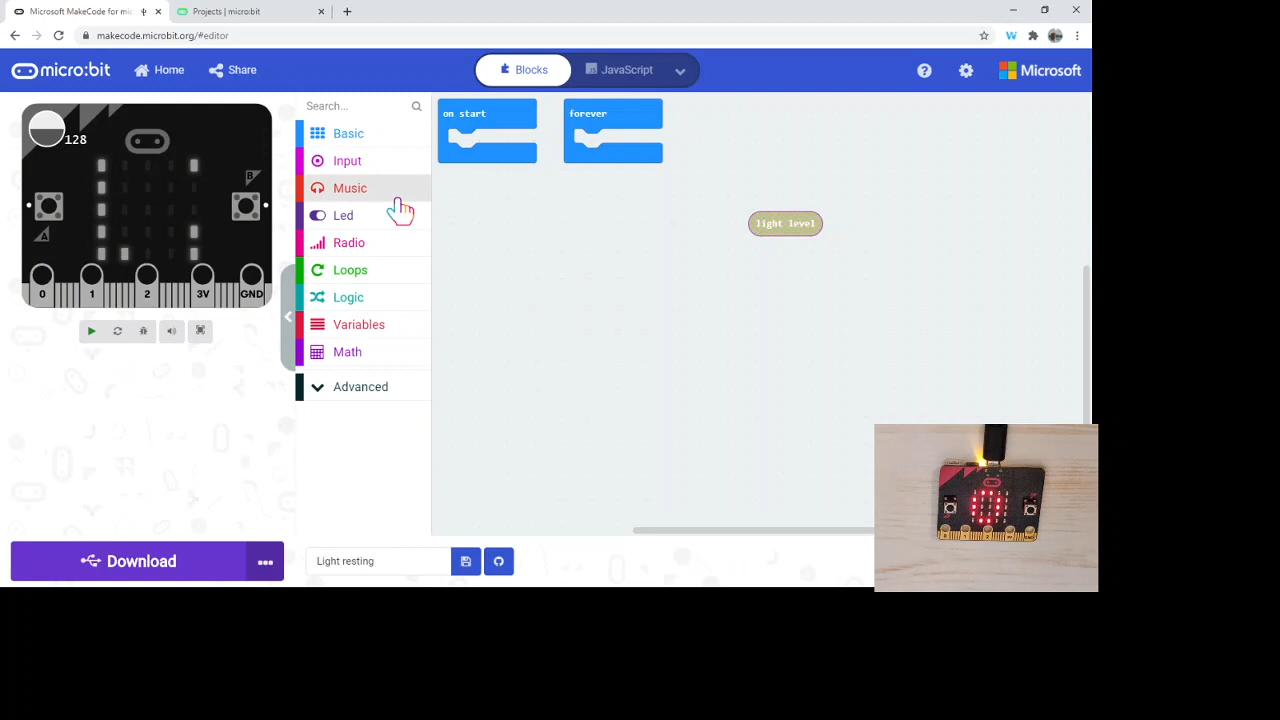 Microsoft MakeCode for mic
Projects | micro:bit
makecode.microbit.org/#editor
micro:bit
Home
Share
Blocks
JavaScript
Microsoft
128
B
A
0 1 2 3V GND
Search...
Basic
Input
Music
Led
Radio
Loops
Logic
Variables
Math
Advanced
on start
forever
light level
Download
Light resting